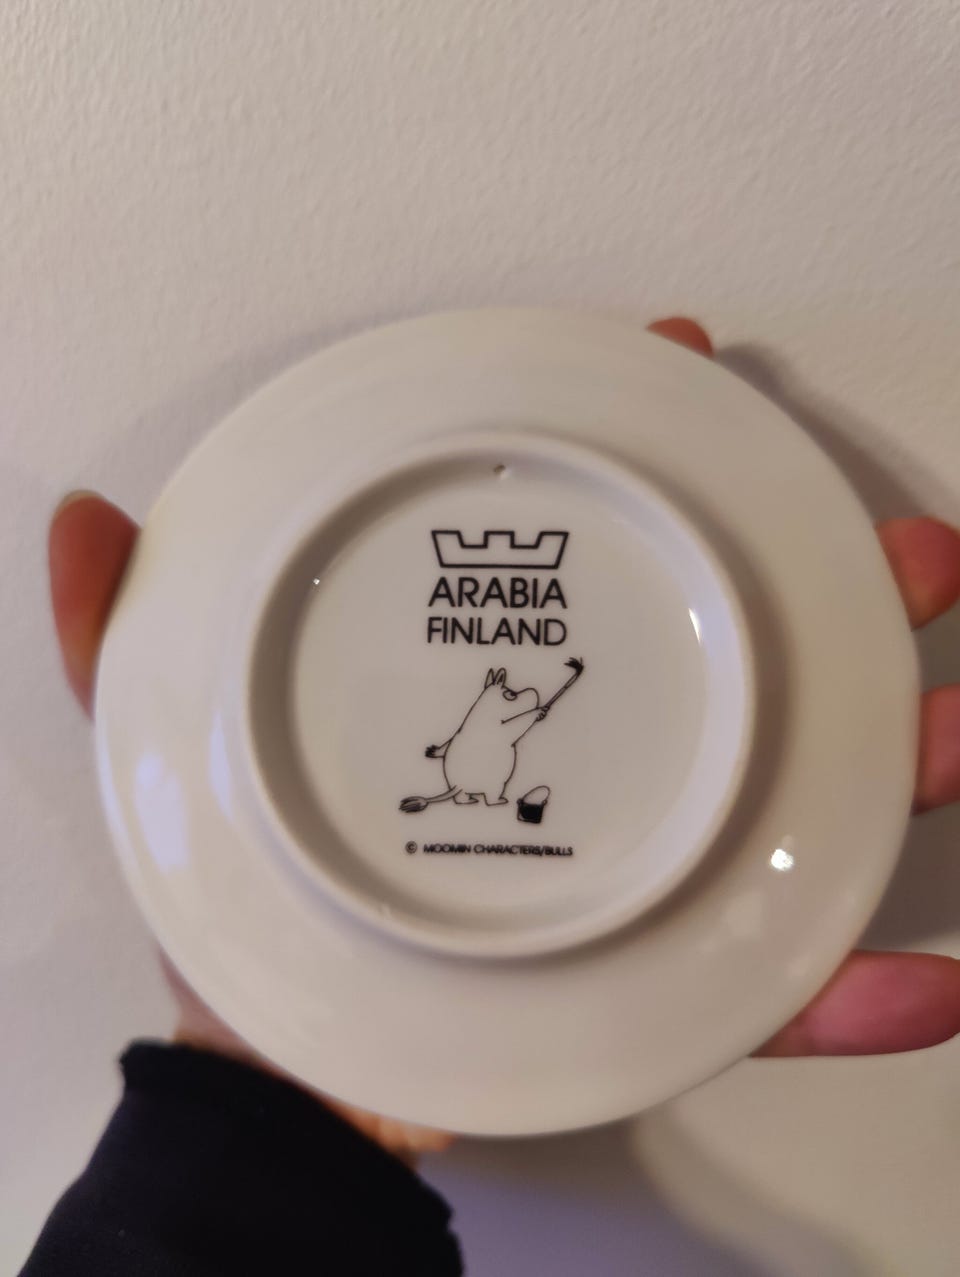 ARABIA
FINLAND
© MOOMIN CHARACTERS/BULLS